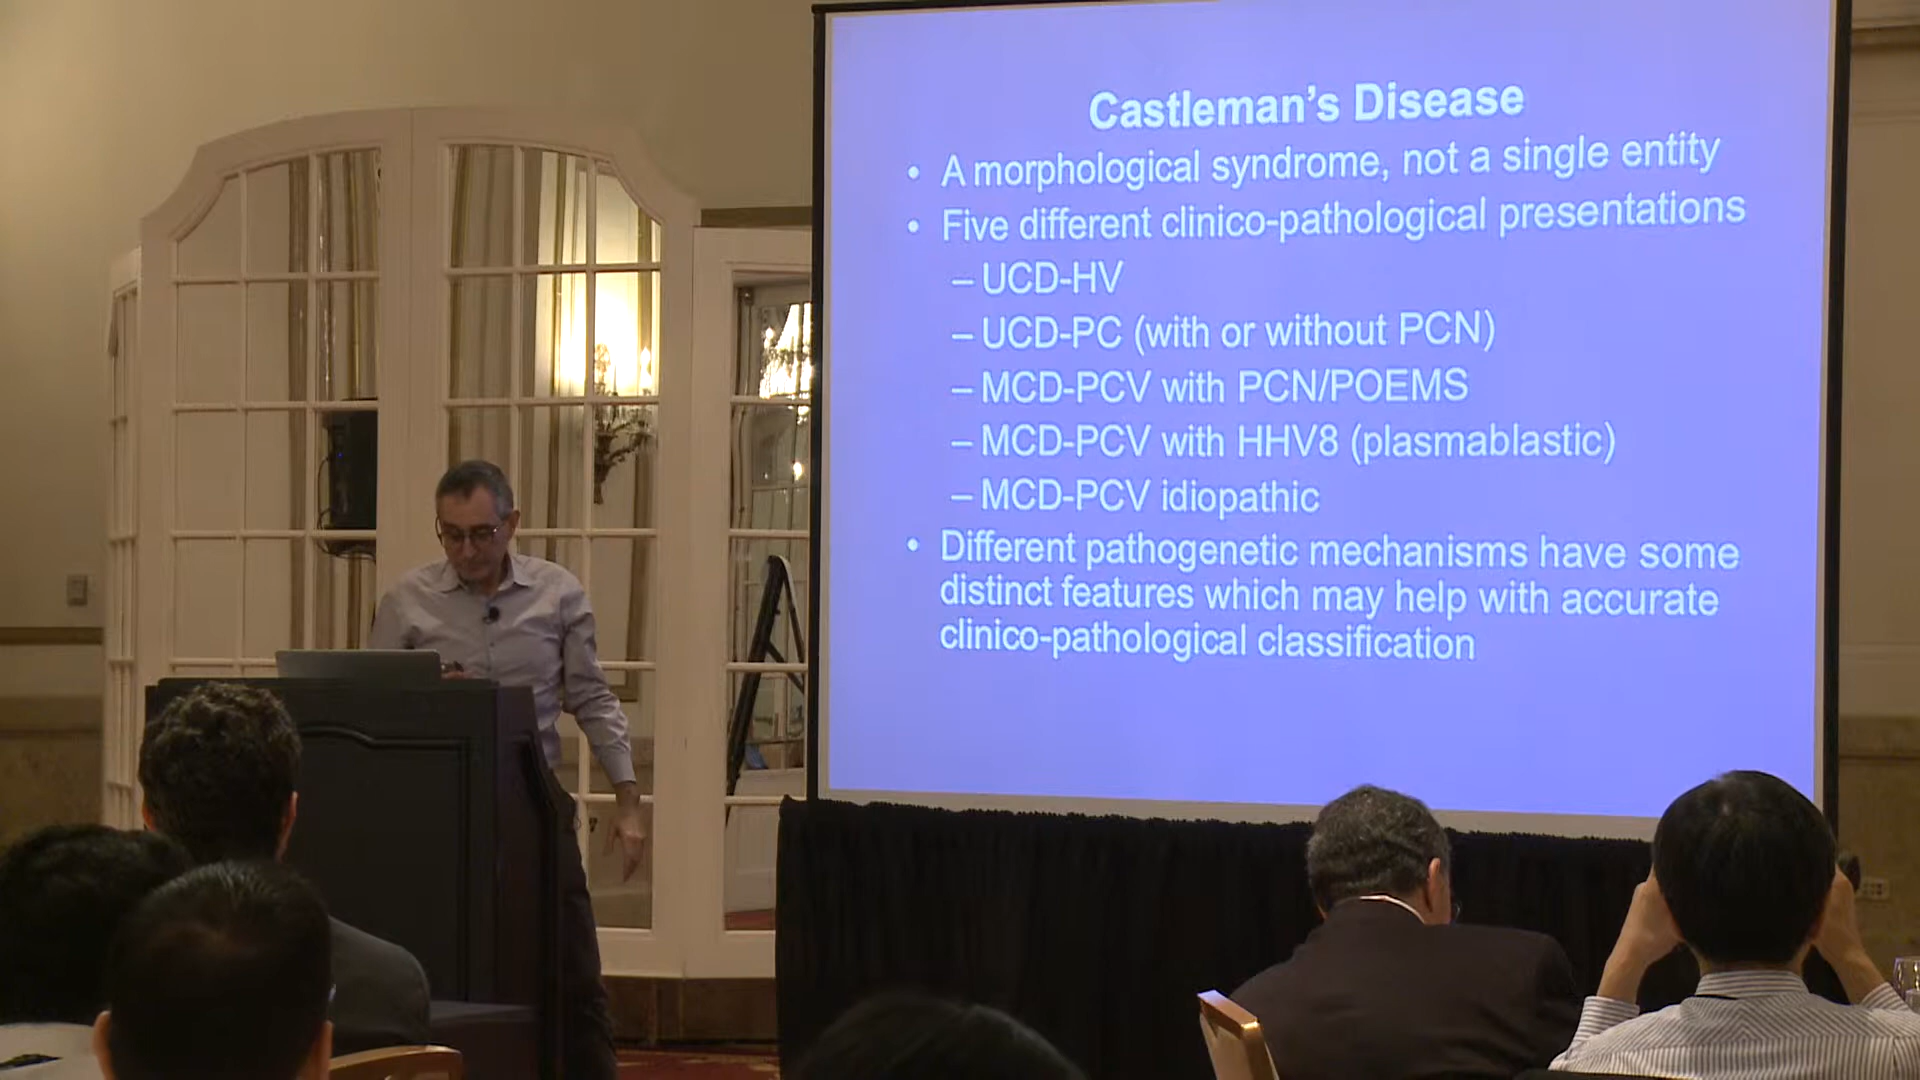 Castleman's Disease
• A morphological syndrome, not a single entity
• Five different clinico-pathological presentations
– UCD-HV
– UCD-PC (with or without PCN)
– MCD-PCV with PCN/POEMS
– MCD-PCV with HHV8 (plasmablastic)
– MCD-PCV idiopathic
• Different pathogenetic mechanisms have some
distinct features which may help with accurate
clinico-pathological classification